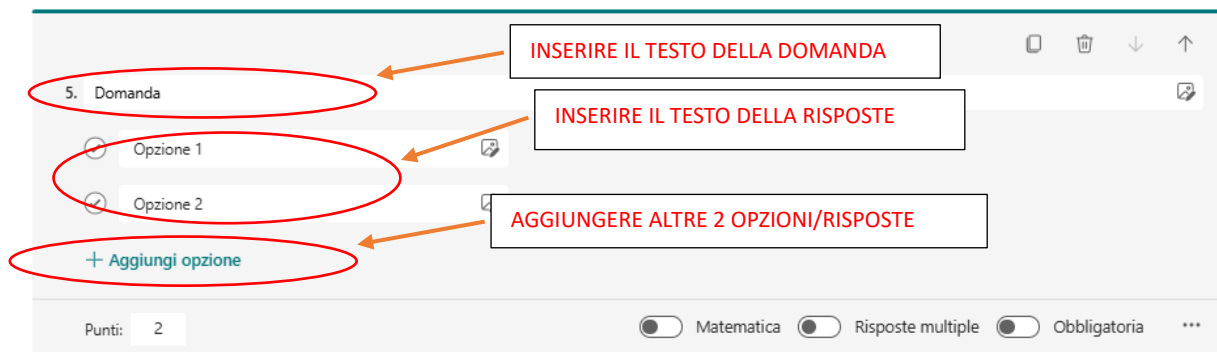 INSERIRE IL TESTO DELLA DOMANDA
5. Domanda
INSERIRE IL TESTO DELLA RISPOSTE
Opzione 1
Opzione 2
AGGIUNGERE ALTRE 2 OPZIONI/RISPOSTE
+ Aggiungi opzione
Punti: 2 Matematica Risposte multiple Obbligatoria ...